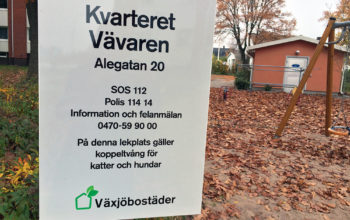 Kvarteret
Vävaren
Alegatan 20
SOS 112
Polis 114 14
Information och felanmälan
0470-59 90 00
På denna lekplats gäller
koppeltvång för
katter och hundar
Växjöbostäder